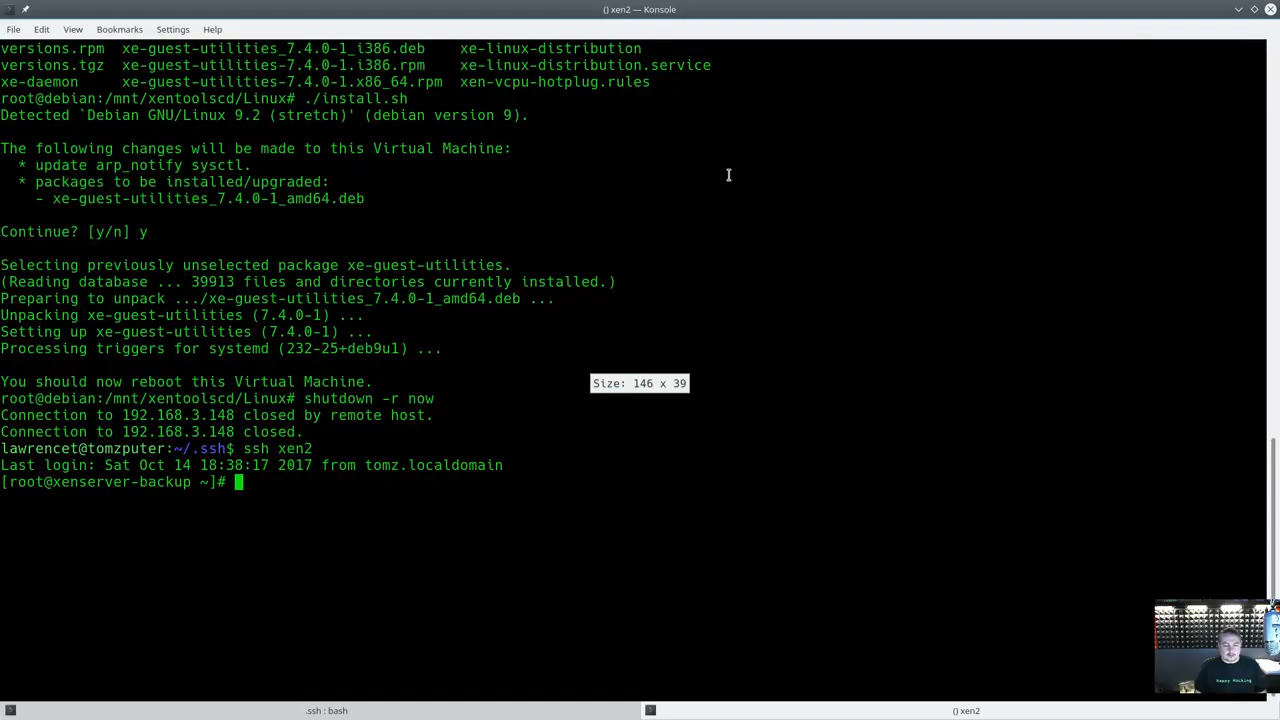 () xen2 — Konsole
File Edit View Bookmarks Settings Help
versions.rpm  xe-guest-utilities_7.4.0-1_i386.deb    xe-linux-distribution
versions.tgz  xe-guest-utilities-7.4.0-1.i386.rpm    xe-linux-distribution.service
xe-daemon     xe-guest-utilities-7.4.0-1.x86_64.rpm  xen-vcpu-hotplug.rules
root@debian:/mnt/xentoolscd/Linux# ./install.sh
Detected `Debian GNU/Linux 9.2 (stretch)' (debian version 9).
The following changes will be made to this Virtual Machine:
  * update arp_notify sysctl.
  * packages to be installed/upgraded:
    - xe-guest-utilities_7.4.0-1_amd64.deb
Continue? [y/n] y
Selecting previously unselected package xe-guest-utilities.
(Reading database ... 39913 files and directories currently installed.)
Preparing to unpack .../xe-guest-utilities_7.4.0-1_amd64.deb ...
Unpacking xe-guest-utilities (7.4.0-1) ...
Setting up xe-guest-utilities (7.4.0-1) ...
Processing triggers for systemd (232-25+deb9u1) ...
You should now reboot this Virtual Machine.
Size: 146 x 39
root@debian:/mnt/xentoolscd/Linux# shutdown -r now
Connection to 192.168.3.148 closed by remote host.
Connection to 192.168.3.148 closed.
lawrencet@tomzputer:~/.ssh$ ssh xen2
Last login: Sat Oct 14 18:38:17 2017 from tomz.localdomain
[root@xenserver-backup ~]#
Happy Hacking
.ssh : bash
() xen2